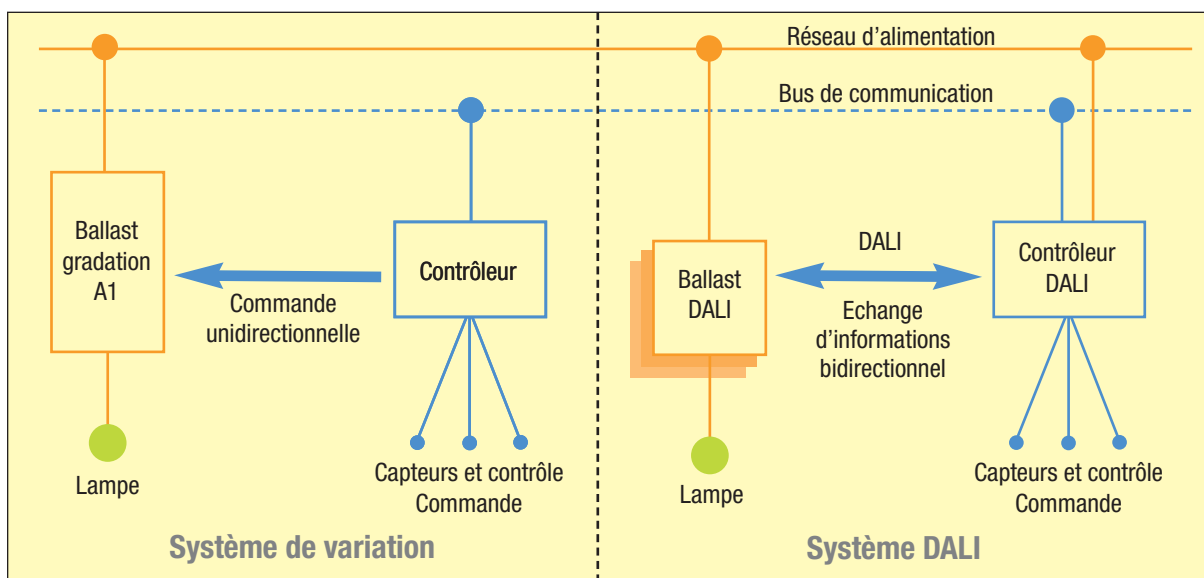 Réseau d'alimentation
Bus de communication
Ballast
gradation
A1
Commande
unidirectionnelle
Contrôleur
Lampe
Capteurs et contrôle
Commande
Système de variation
Ballast
DALI
DALI
Echange
d'informations
bidirectionnel
Contrôleur
DALI
Lampe
Capteurs et contrôle
Commande
Système DALI